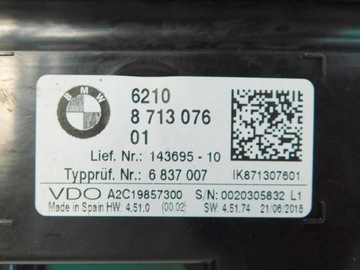 BMW
6210
8 713 076
01
Lief. Nr.: 143695 - 10
Typprüf. Nr.: 6 837 007
IK871307601
VDO A2C19857300 S/N: 0020305832 L1
Made in Spain HW: 4.51.0 (00.02) SW: 4.51.74 21/06/2018